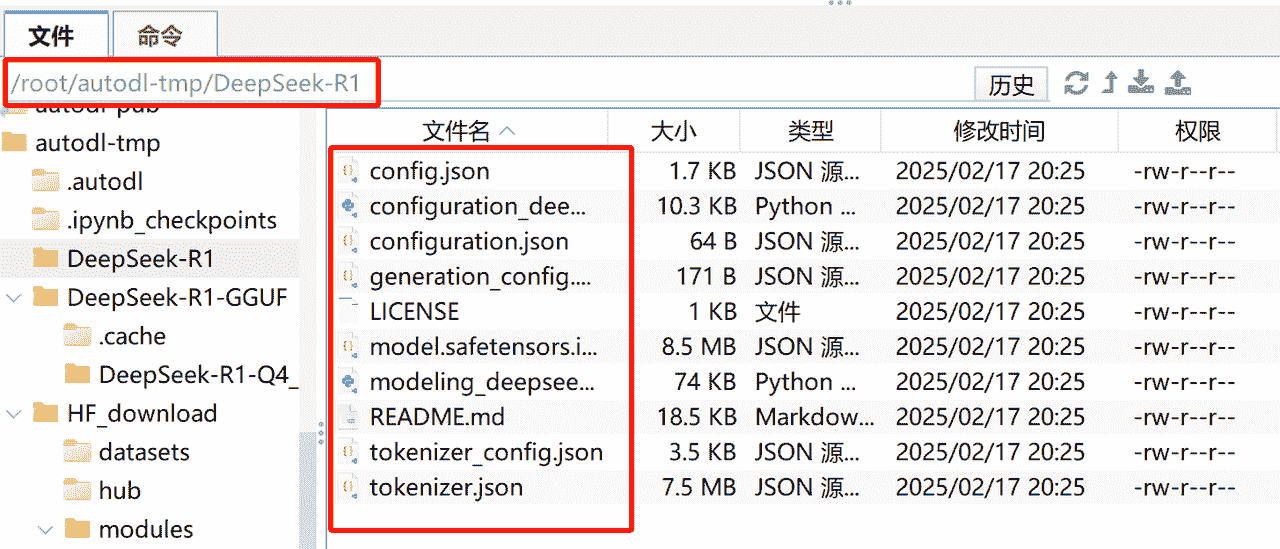 文件 命令
/root/autodl-tmp/DeepSeek-R1 历史
autodl-pub
autodl-tmp
.autodl
.ipynb_checkpoints
DeepSeek-R1
DeepSeek-R1-GGUF
.cache
DeepSeek-R1-Q4_
HF_download
datasets
hub
modules
文件名 大小 类型 修改时间 权限
config.json 1.7 KB JSON 源... 2025/02/17 20:25 -rw-r--r--
configuration_dee... 10.3 KB Python ... 2025/02/17 20:25 -rw-r--r--
configuration.json 64 B JSON 源... 2025/02/17 20:25 -rw-r--r--
generation_config.... 171 B JSON 源... 2025/02/17 20:25 -rw-r--r--
LICENSE 1 KB 文件 2025/02/17 20:25 -rw-r--r--
model.safetensors.i... 8.5 MB JSON 源... 2025/02/17 20:25 -rw-r--r--
modeling_deepsee... 74 KB Python ... 2025/02/17 20:25 -rw-r--r--
README.md 18.5 KB Markdow... 2025/02/17 20:25 -rw-r--r--
tokenizer_config.json 3.5 KB JSON 源... 2025/02/17 20:25 -rw-r--r--
tokenizer.json 7.5 MB JSON 源... 2025/02/17 20:25 -rw-r--r--